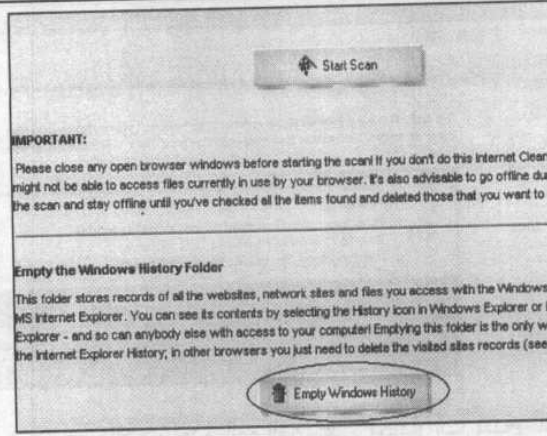 Start Scan
IMPORTANT:
Please close any open browser windows before starting the scan! If you don't do this Internet Clean
might not be able to access files currently in use by your browser. It's also advisable to go offline du
the scan and stay offline until you've checked all the items found and deleted those that you want to
Empty the Windows History Folder
This folder stores records of all the websites, network sites and files you access with the Windows
MS Internet Explorer. You can see its contents by selecting the History icon in Windows Explorer or
Explorer - and so can anybody else with access to your computer! Emptying this folder is the only w
the Internet Explorer History; in other browsers you just need to delete the visited sites records (see
Empty Windows History